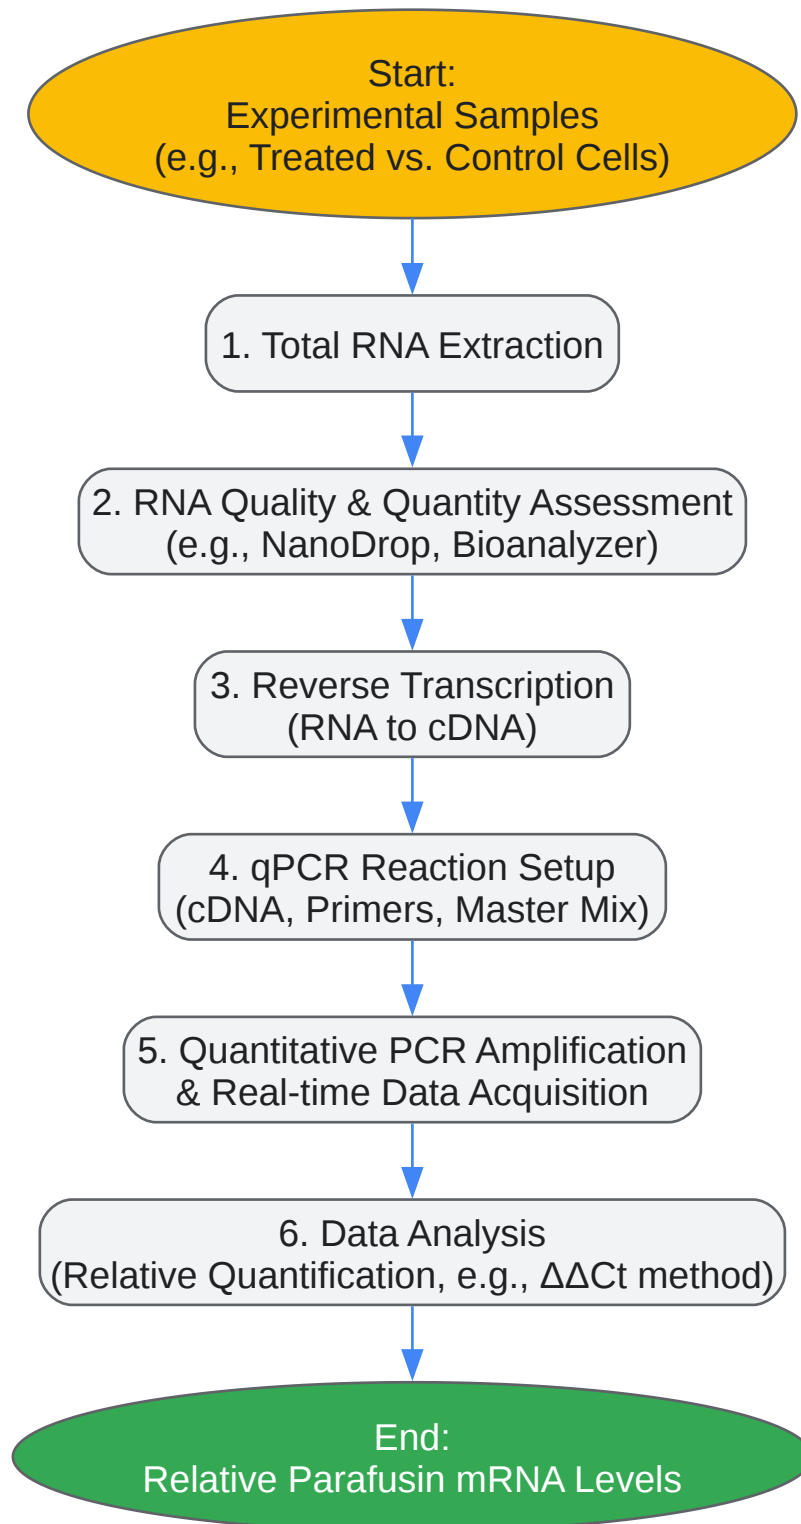 Start:
Experimental Samples
(e.g., Treated vs. Control Cells)
1. Total RNA Extraction
2. RNA Quality & Quantity Assessment
(e.g., NanoDrop, Bioanalyzer)
3. Reverse Transcription
(RNA to cDNA)
4. qPCR Reaction Setup
(cDNA, Primers, Master Mix)
5. Quantitative PCR Amplification
& Real-time Data Acquisition
6. Data Analysis
(Relative Quantification, e.g., ΔΔCt method)
End:
Relative Parafusin mRNA Levels